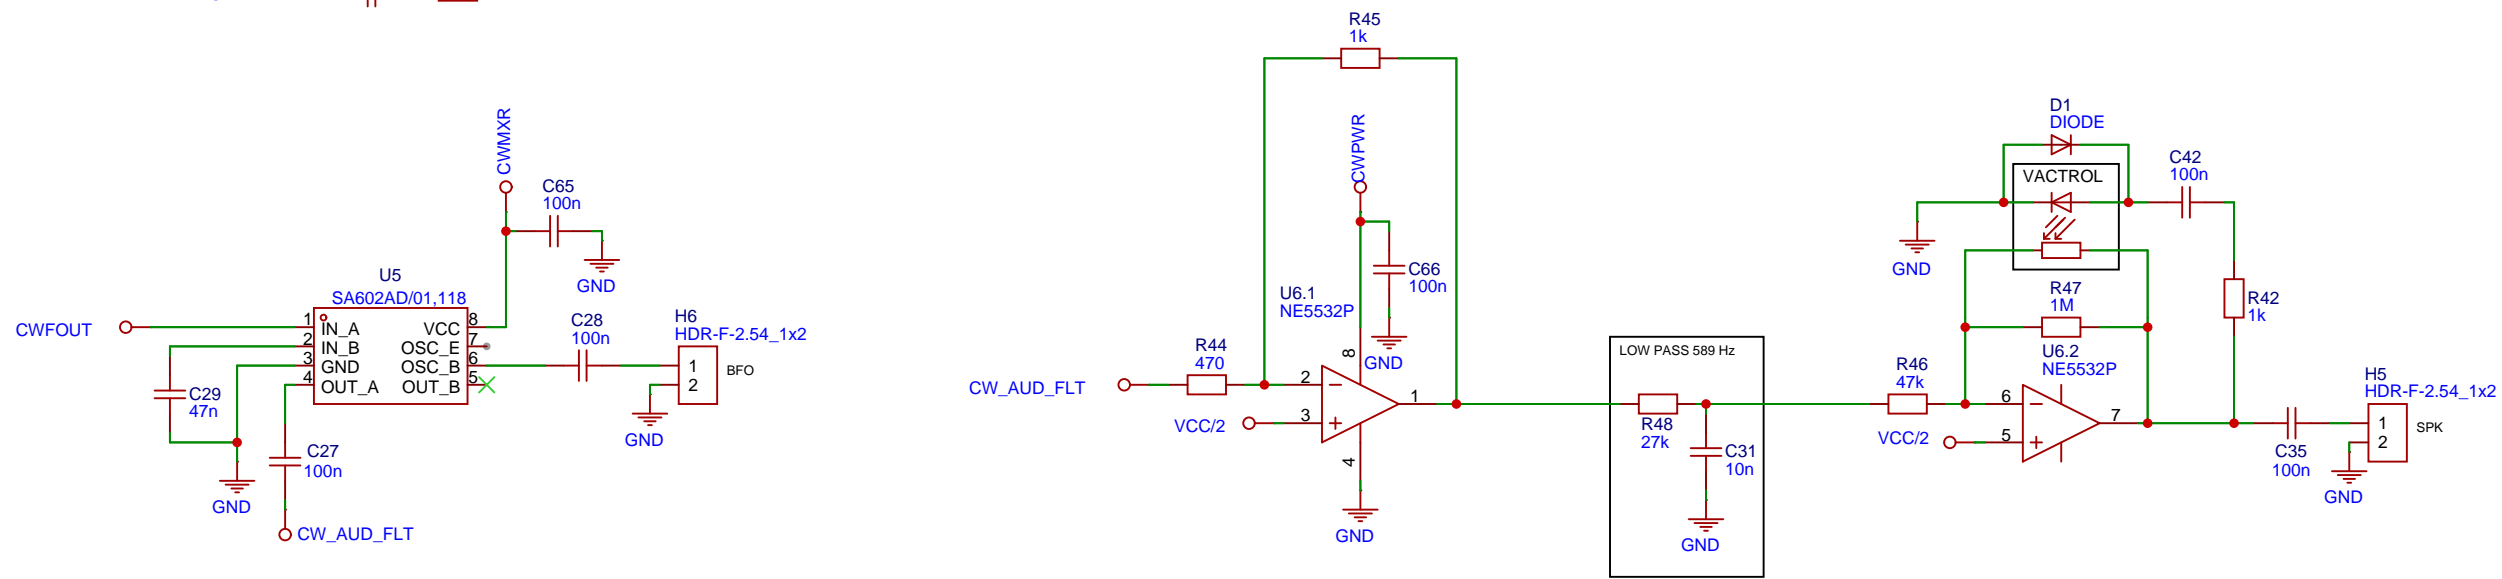 CWMXR
C65
100n
GND
U5
SA602AD/01,118
CWFOUT
1
2
3
4
IN_A
IN_B
GND
OUT_A
VCC
OSC_E
OSC_B
OUT_B
8
7
6
5
C28
100n
H6
HDR-F-2.54_1x2
1
2
BFO
GND
C29
47n
C27
100n
GND
CW_AUD_FLT
R45
1k
CWPWR
C66
100n
GND
U6.1
NE5532P
R44
470
CW_AUD_FLT
VCC/2
2
3
8
4
1
GND
LOW PASS 589 Hz
R48
27k
C31
10n
GND
D1
DIODE
VACTROL
C42
100n
GND
R47
1M
R42
1k
U6.2
NE5532P
R46
47k
VCC/2
6
5
7
C35
100n
H5
HDR-F-2.54_1x2
1
2
SPK
GND